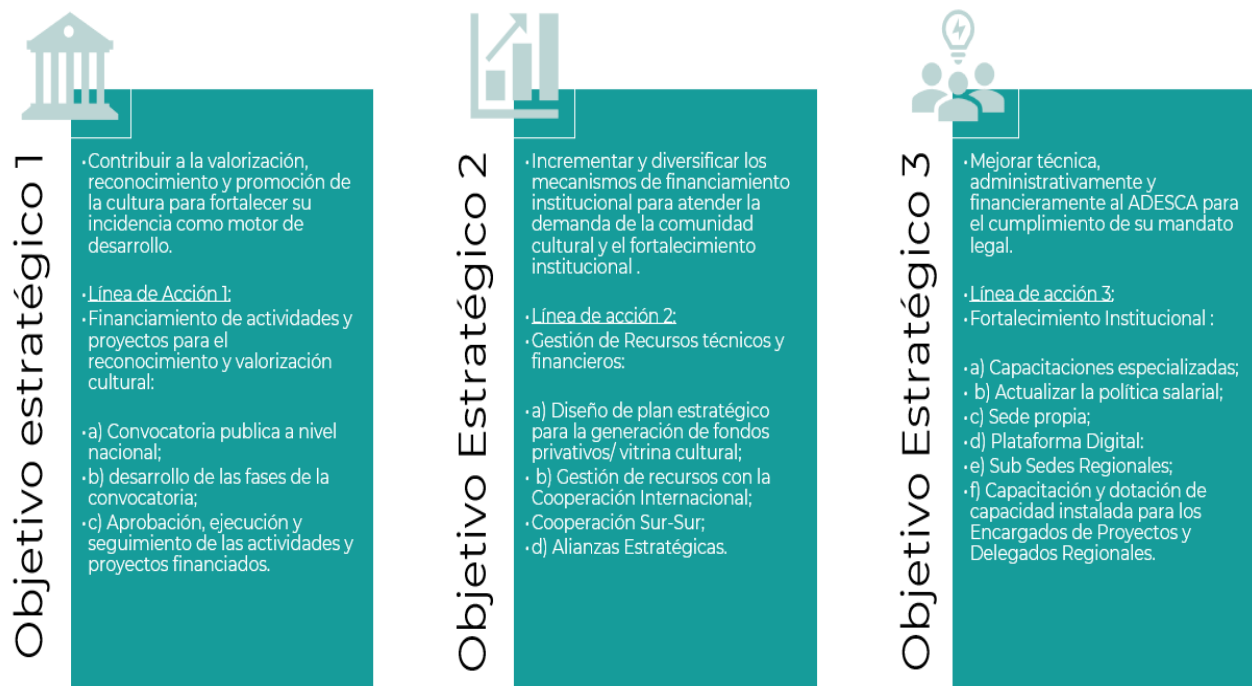 Objetivo estratégico 1
•Contribuir a la valorización,
reconocimiento y promoción de
la cultura para fortalecer su
incidencia como motor de
desarrollo.
•Línea de Acción 1:
•Financiamiento de actividades y
proyectos para el
reconocimiento y valorización
cultural:
•a) Convocatoria publica a nivel
nacional;
•b) desarrollo de las fases de la
convocatoria;
•c) Aprobación, ejecución y
seguimiento de las actividades y
proyectos financiados.
Objetivo Estratégico 2
•Incrementar y diversificar los
mecanismos de financiamiento
institucional para atender la
demanda de la comunidad
cultural y el fortalecimiento
institucional .
•Línea de acción 2:
•Gestión de Recursos técnicos y
financieros:
•a) Diseño de plan estratégico
para la generación de fondos
privativos/ vitrina cultural;
• b) Gestión de recursos con la
Cooperación Internacional;
•Cooperación Sur-Sur;
•d) Alianzas Estratégicas.
Objetivo Estratégico 3
•Mejorar técnica,
administrativamente y
financieramente al ADESCA para
el cumplimiento de su mandato
legal.
•Línea de acción 3:
•Fortalecimiento Institucional :
•a) Capacitaciones especializadas;
• b) Actualizar la política salarial;
•c) Sede propia;
•d) Plataforma Digital:
•e) Sub Sedes Regionales;
•f) Capacitación y dotación de
capacidad instalada para los
Encargados de Proyectos y
Delegados Regionales.